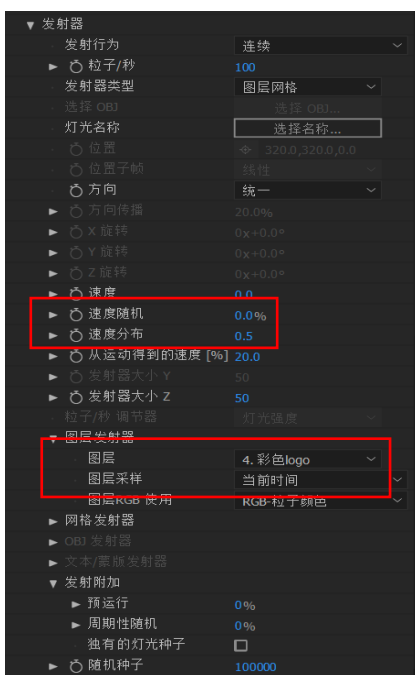 发射器
发射行为 连续
粒子/秒 100
发射器类型 图层网格
选择 OBJ 选择 OBJ...
灯光名称 选择名称...
位置 320.0,320.0,0.0
位置子帧 线性
方向 统一
方向传播 20.0%
X 旋转 0x+0.0°
Y 旋转 0x+0.0°
Z 旋转 0x+0.0°
速度 0.0
速度随机 0.0%
速度分布 0.5
从运动得到的速度 [%] 20.0
发射器大小 Y 50
发射器大小 Z 50
粒子/秒 调节器 灯光强度
图层发射器
图层 4. 彩色logo
图层采样 当前时间
图层RGB 使用 RGB-粒子颜色
网格发射器
OBJ 发射器
文本/蒙版发射器
发射附加
预运行 0%
周期性随机 0%
独有的灯光种子
随机种子 100000